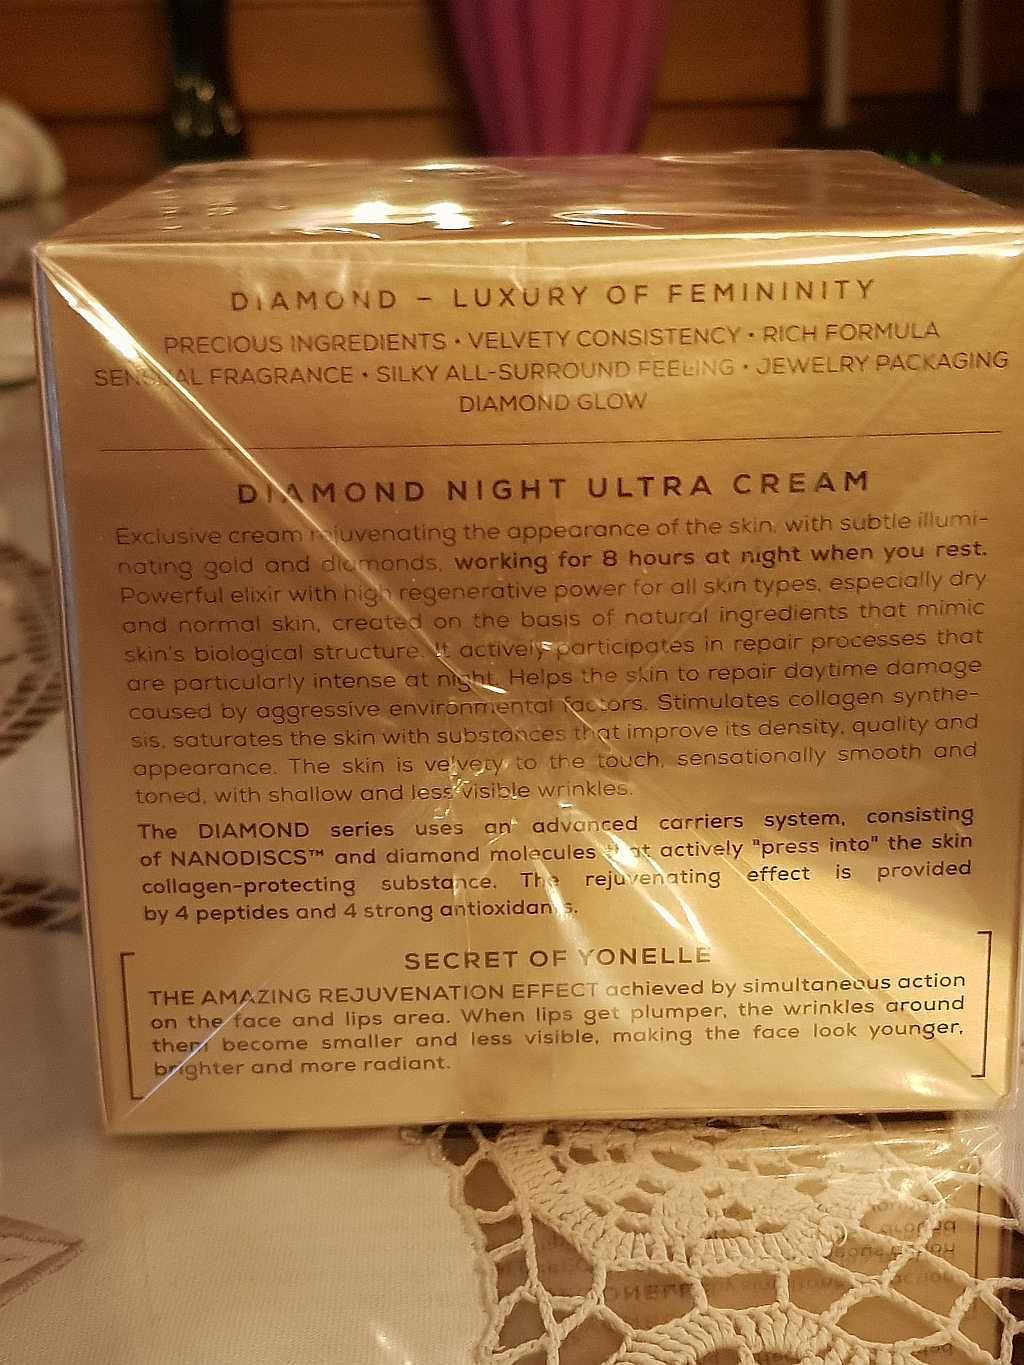 DIAMOND – LUXURY OF FEMININITY
PRECIOUS INGREDIENTS • VELVETY CONSISTENCY • RICH FORMULA
SENSUAL FRAGRANCE • SILKY ALL-SURROUND FEELING • JEWELRY PACKAGING
DIAMOND GLOW
DIAMOND NIGHT ULTRA CREAM
Exclusive cream rejuvenating the appearance of the skin, with subtle illumi-
nating gold and diamonds, working for 8 hours at night when you rest.
Powerful elixir with high regenerative power for all skin types, especially dry
and normal skin, created on the basis of natural ingredients that mimic
skin's biological structure. It actively participates in repair processes that
are particularly intense at night. Helps the skin to repair daytime damage
caused by aggressive environmental factors. Stimulates collagen synthe-
sis, saturates the skin with substances that improve its density, quality and
appearance. The skin is velvety to the touch, sensationally smooth and
toned, with shallow and less visible wrinkles.
The DIAMOND series uses an advanced carriers system, consisting
of NANODISCS™ and diamond molecules that actively "press into" the skin
collagen-protecting substance. The rejuvenating effect is provided
by 4 peptides and 4 strong antioxidants.
SECRET OF YONELLE
THE AMAZING REJUVENATION EFFECT achieved by simultaneous action
on the face and lips area. When lips get plumper, the wrinkles around
them become smaller and less visible, making the face look younger,
brighter and more radiant.